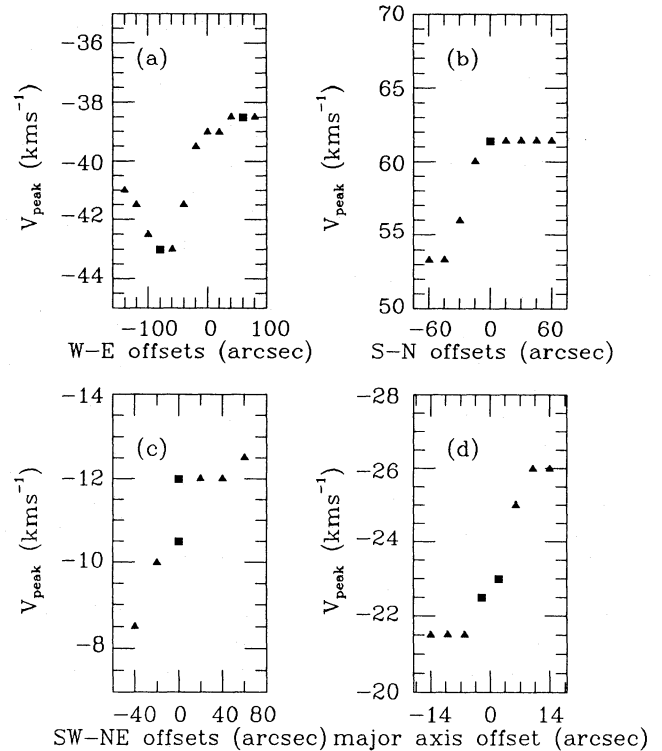 -35
(a)
-38
-40
-42
-44
V_peak (kms⁻¹)
-100 0 100
W-E offsets (arcsec)
70
(b)
65
60
55
50
V_peak (kms⁻¹)
-60 0 60
S-N offsets (arcsec)
-14
(c)
-12
-10
-8
V_peak (kms⁻¹)
-40 0 40 80
SW-NE offsets (arcsec)
-28
(d)
-26
-24
-22
-20
V_peak (kms⁻¹)
-14 0 14
major axis offset (arcsec)